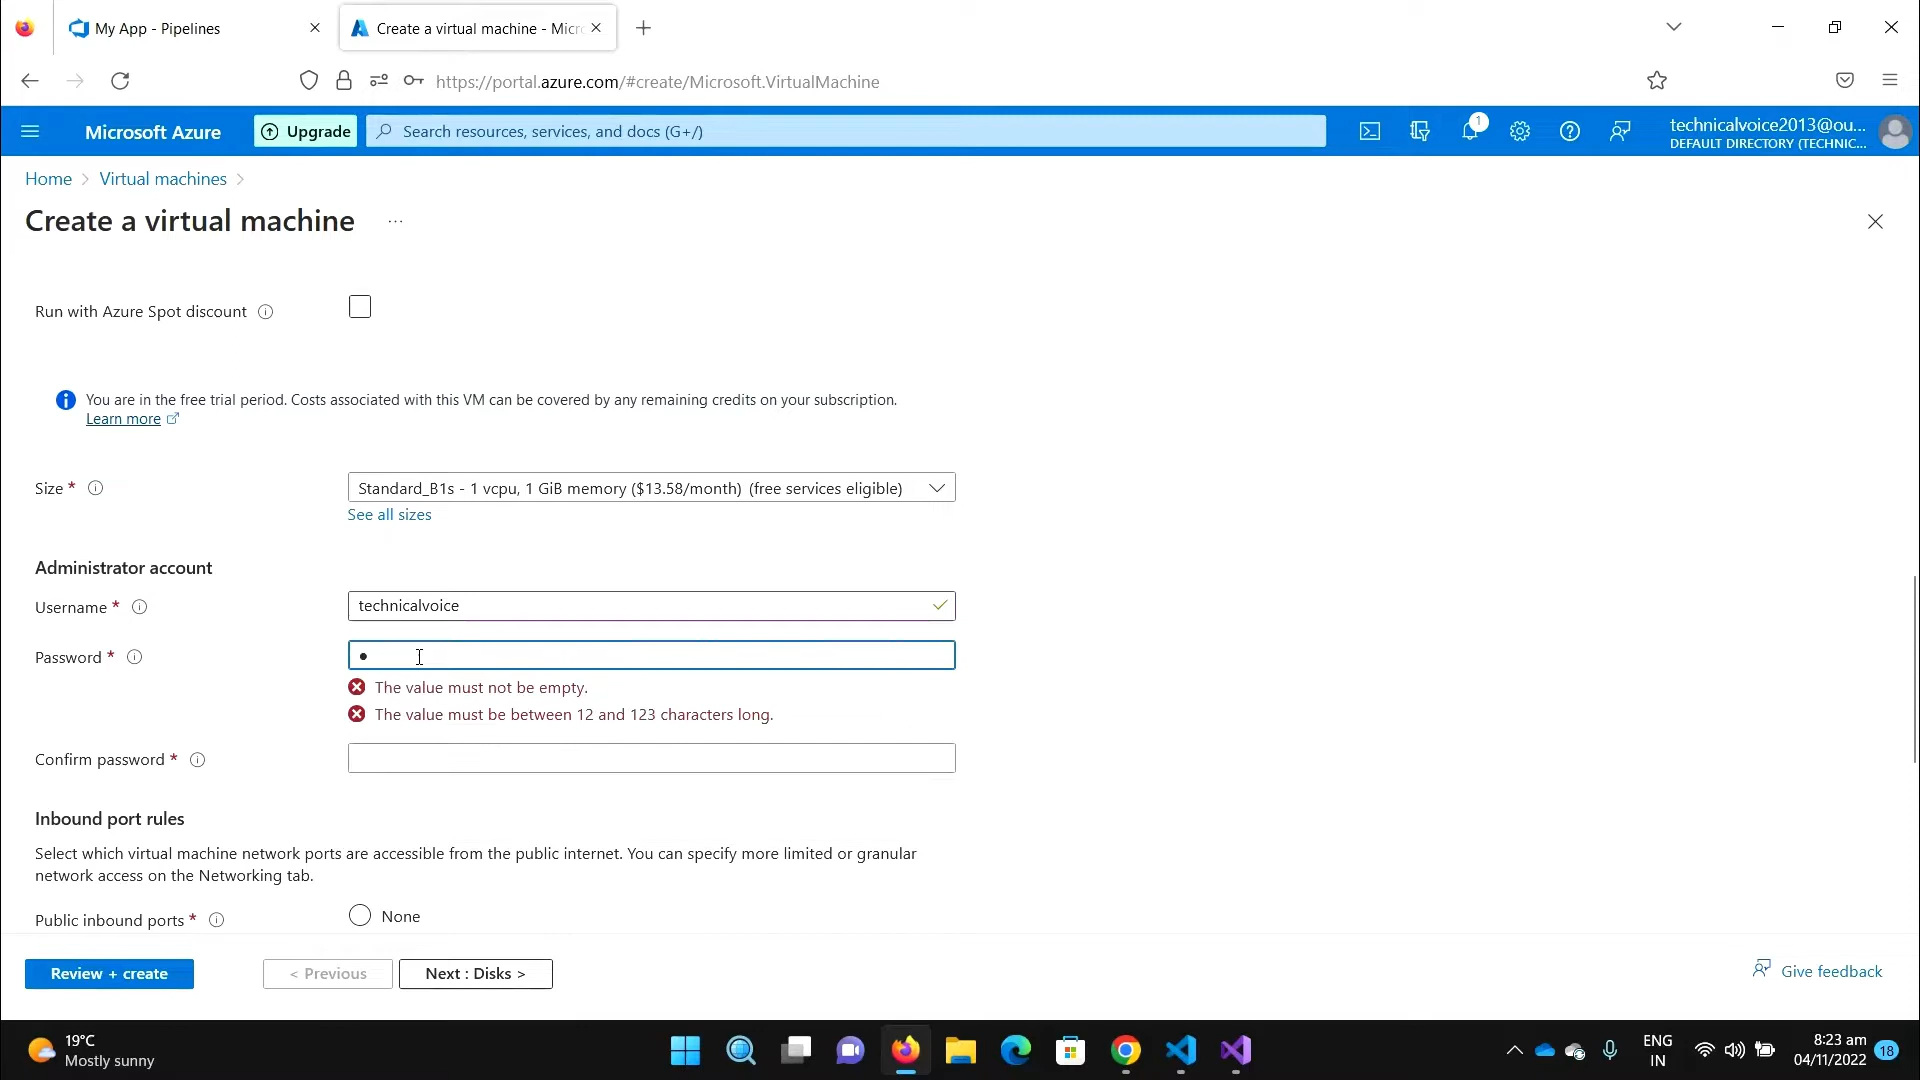 My App - Pipelines
Create a virtual machine - Micro
https://portal.azure.com/#create/Microsoft.VirtualMachine
Microsoft Azure
Upgrade
Search resources, services, and docs (G+/)
1
technicalvoice2013@ou...
DEFAULT DIRECTORY (TECHNIC...
Home
Virtual machines
Create a virtual machine
...
Run with Azure Spot discount
You are in the free trial period. Costs associated with this VM can be covered by any remaining credits on your subscription.
Learn more
Size *
Standard_B1s - 1 vcpu, 1 GiB memory ($13.58/month) (free services eligible)
See all sizes
Administrator account
Username *
technicalvoice
Password *
The value must not be empty.
The value must be between 12 and 123 characters long.
Confirm password *
Inbound port rules
Select which virtual machine network ports are accessible from the public internet. You can specify more limited or granular
network access on the Networking tab.
Public inbound ports *
None
Review + create
< Previous
Next : Disks >
Give feedback
19°C
Mostly sunny
ENG
IN
8:23 am
04/11/2022
18